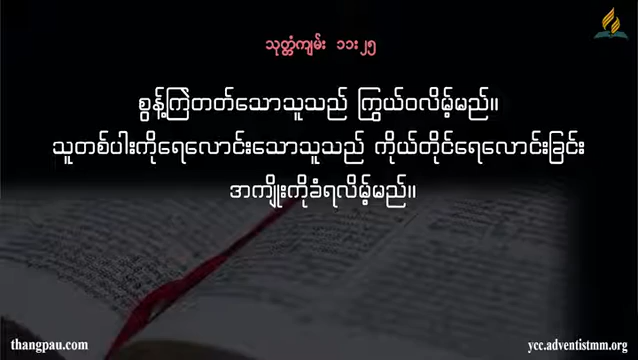 သုတ္တံကျမ်း ၁၁:၂၅
စွန့်ကြဲတတ်သောသူသည် ကြွယ်ဝလိမ့်မည်။
သူတစ်ပါးကိုရေလောင်းသောသူသည် ကိုယ်တိုင်ရေလောင်းခြင်း
အကျိုးကိုခံရလိမ့်မည်။
thangpau.com
ycc.adventistmm.org